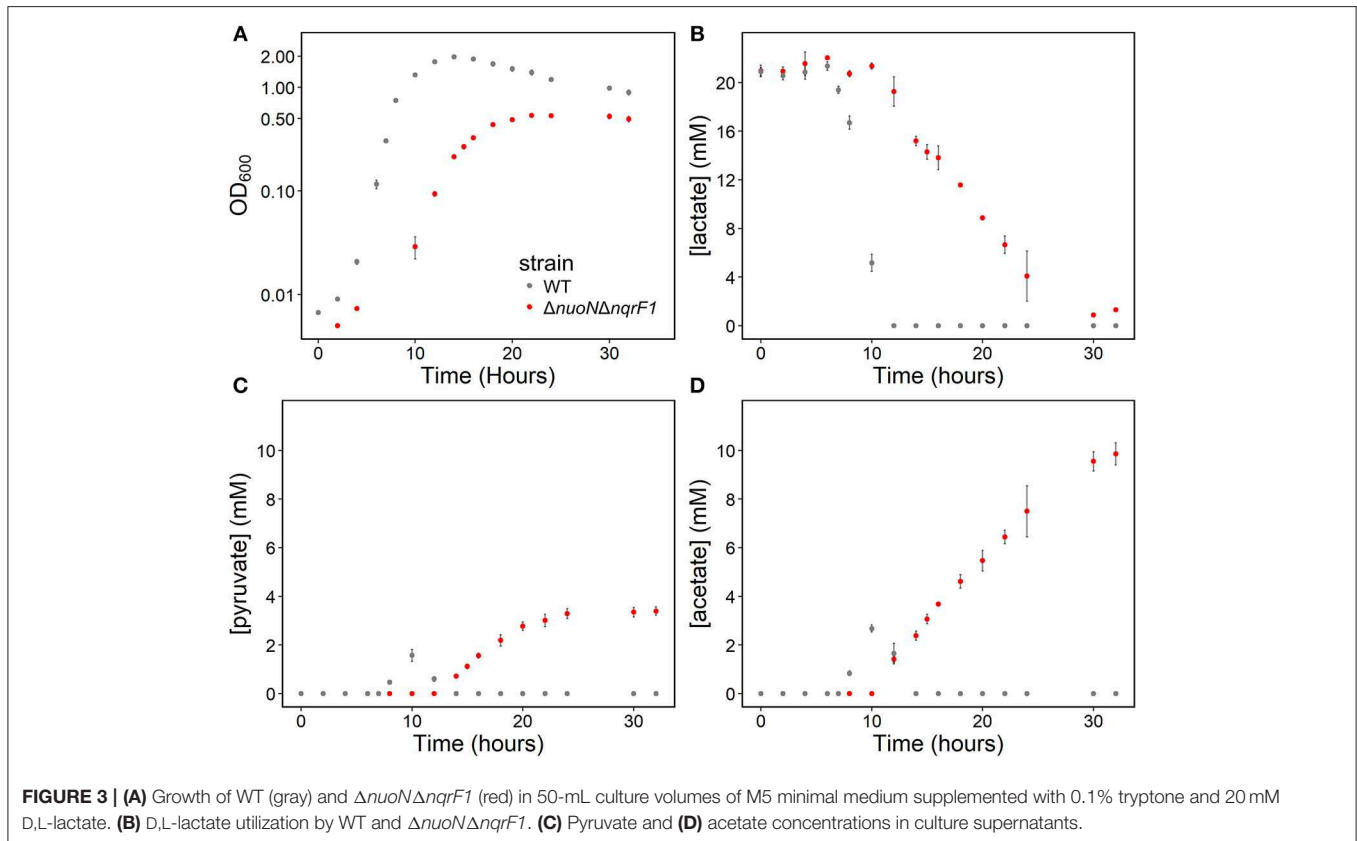 A
2.00
1.00
0.50
0.10
0.01
OD600
strain
WT
ΔnuoNΔnqrF1
0 10 20 30
Time (Hours)
B
20
16
12
8
4
0
[lactate] (mM)
0 10 20 30
Time (hours)
C
10
8
6
4
2
0
[pyruvate] (mM)
0 10 20 30
Time (hours)
D
10
8
6
4
2
0
[acetate] (mM)
0 10 20 30
Time (hours)
FIGURE 3 | (A) Growth of WT (gray) and ΔnuoNΔnqrF1 (red) in 50-mL culture volumes of M5 minimal medium supplemented with 0.1% tryptone and 20 mM
D,L-lactate. (B) D,L-lactate utilization by WT and ΔnuoNΔnqrF1. (C) Pyruvate and (D) acetate concentrations in culture supernatants.